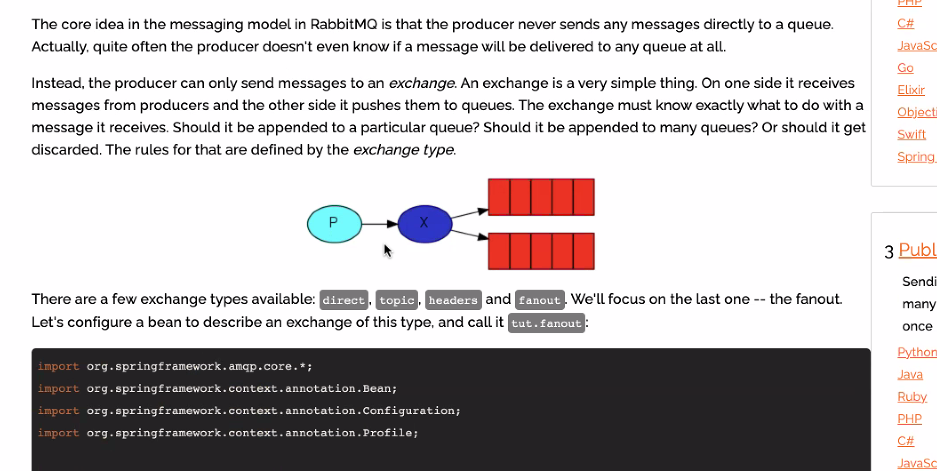 The core idea in the messaging model in RabbitMQ is that the producer never sends any messages directly to a queue.
Actually, quite often the producer doesn't even know if a message will be delivered to any queue at all.
Instead, the producer can only send messages to an exchange. An exchange is a very simple thing. On one side it receives
messages from producers and the other side it pushes them to queues. The exchange must know exactly what to do with a
message it receives. Should it be appended to a particular queue? Should it be appended to many queues? Or should it get
discarded. The rules for that are defined by the exchange type.
P X
There are a few exchange types available: direct, topic, headers and fanout. We'll focus on the last one -- the fanout.
Let's configure a bean to describe an exchange of this type, and call it tut.fanout:
import org.springframework.amqp.core.*;
import org.springframework.context.annotation.Bean;
import org.springframework.context.annotation.Configuration;
import org.springframework.context.annotation.Profile;
PHP
C#
JavaSc
Go
Elixir
Objecti
Swift
Spring
3 Publ
Sendi
many
once
Python
Java
Ruby
PHP
C#
JavaSc